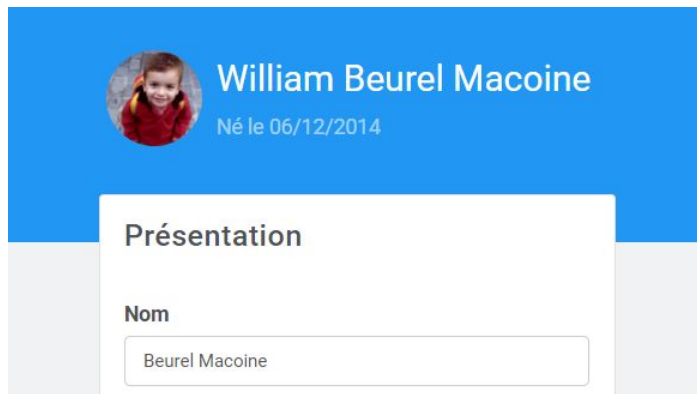 William Beurel Macoine
Né le 06/12/2014
Présentation
Nom
Beurel Macoine